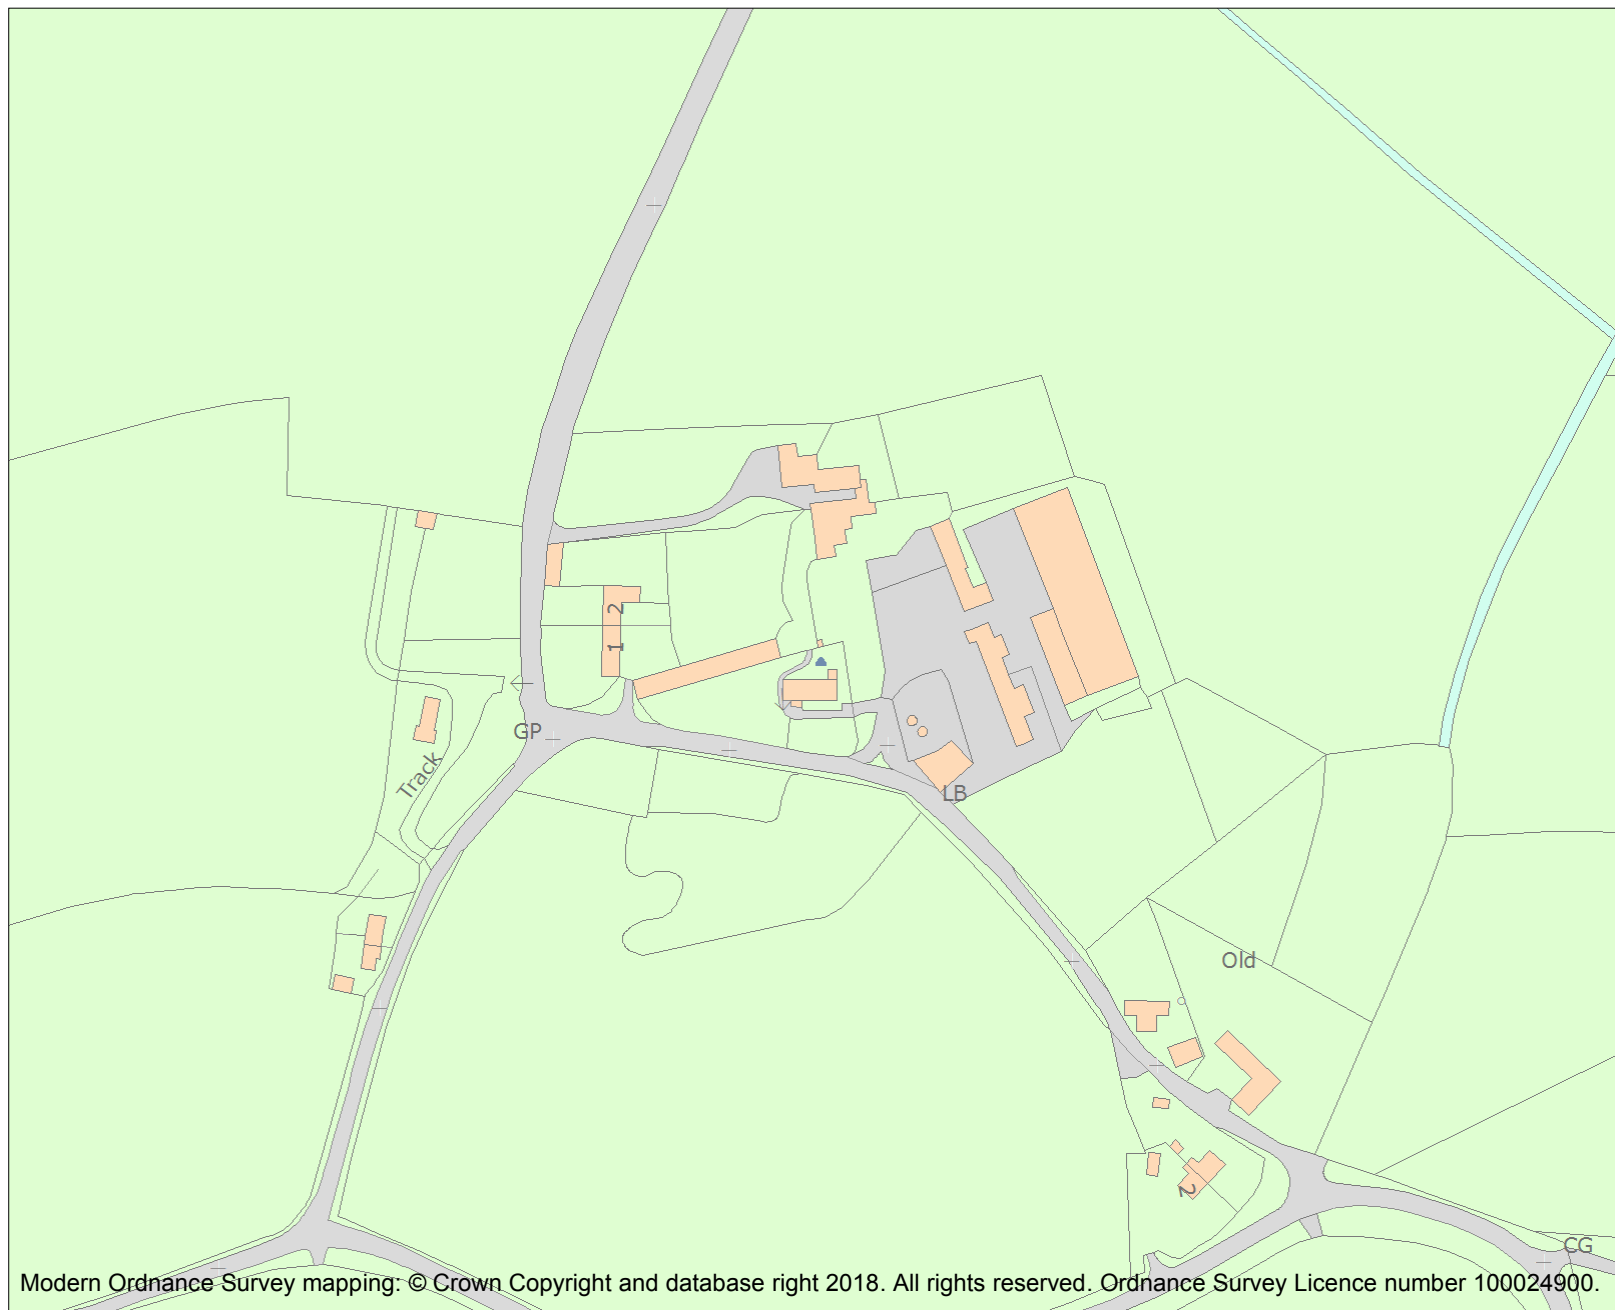 2
1
GP
Track
LB
Old
2
CG
Modern Ordnance Survey mapping: © Crown Copyright and database right 2018. All rights reserved. Ordnance Survey Licence number 100024900.